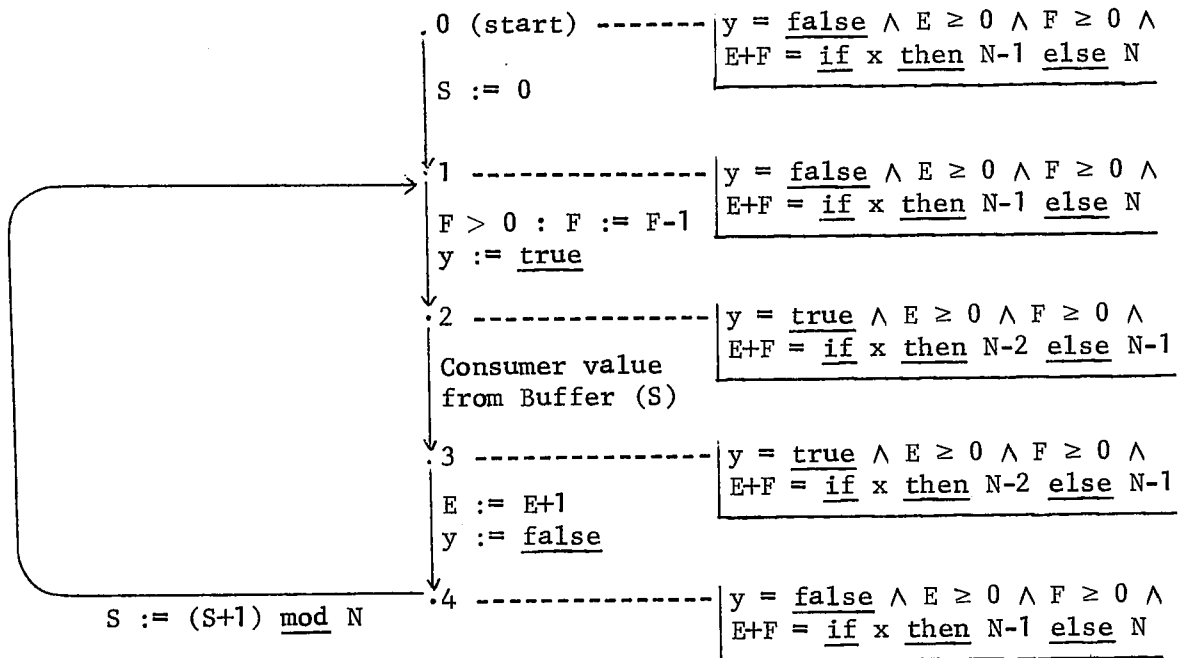 .0 (start) ------- y = false ∧ E ≥ 0 ∧ F ≥ 0 ∧
E+F = if x then N-1 else N
S := 0
.1 -------------- y = false ∧ E ≥ 0 ∧ F ≥ 0 ∧
E+F = if x then N-1 else N
F > 0 : F := F-1
y := true
.2 -------------- y = true ∧ E ≥ 0 ∧ F ≥ 0 ∧
E+F = if x then N-2 else N-1
Consumer value
from Buffer (S)
.3 -------------- y = true ∧ E ≥ 0 ∧ F ≥ 0 ∧
E+F = if x then N-2 else N-1
E := E+1
y := false
.4 -------------- y = false ∧ E ≥ 0 ∧ F ≥ 0 ∧
S := (S+1) mod N
E+F = if x then N-1 else N